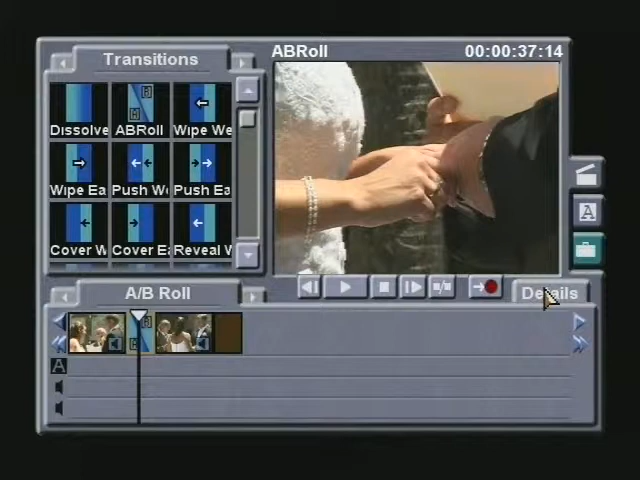 Transitions
ABRoll
00:00:37:14
Dissolve
ABRoll
Wipe We
Wipe Ea
Push We
Push Ea
Cover W
Cover Ea
Reveal W
A/B Roll
Details
A
A